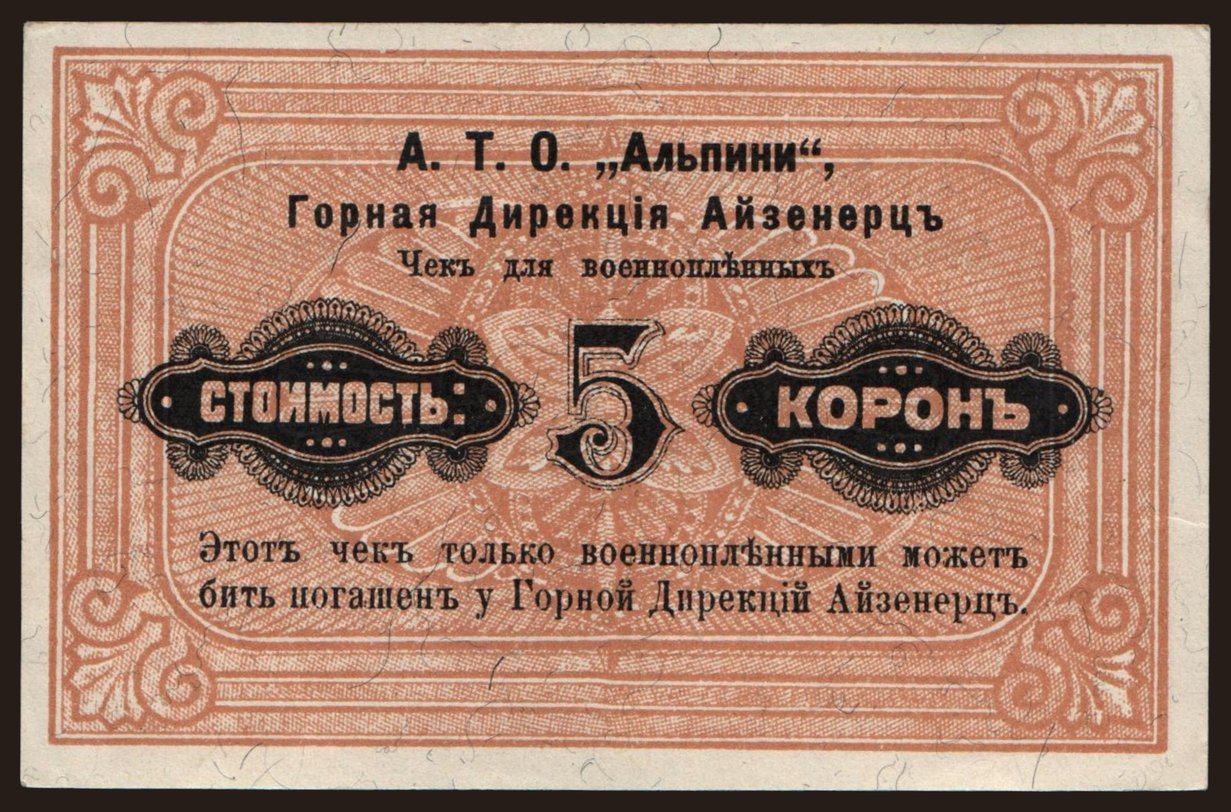 А. Т. О. „Альпини“,
Горная Дирекція Айзенерцъ
Чекъ для военноплѣнныхъ
СТОИМОСТЬ: 5 КОРОНЪ
Этотъ чекъ только военноплѣнными можетъ
бить погашенъ у Горной Дирекцій Айзенерцъ.